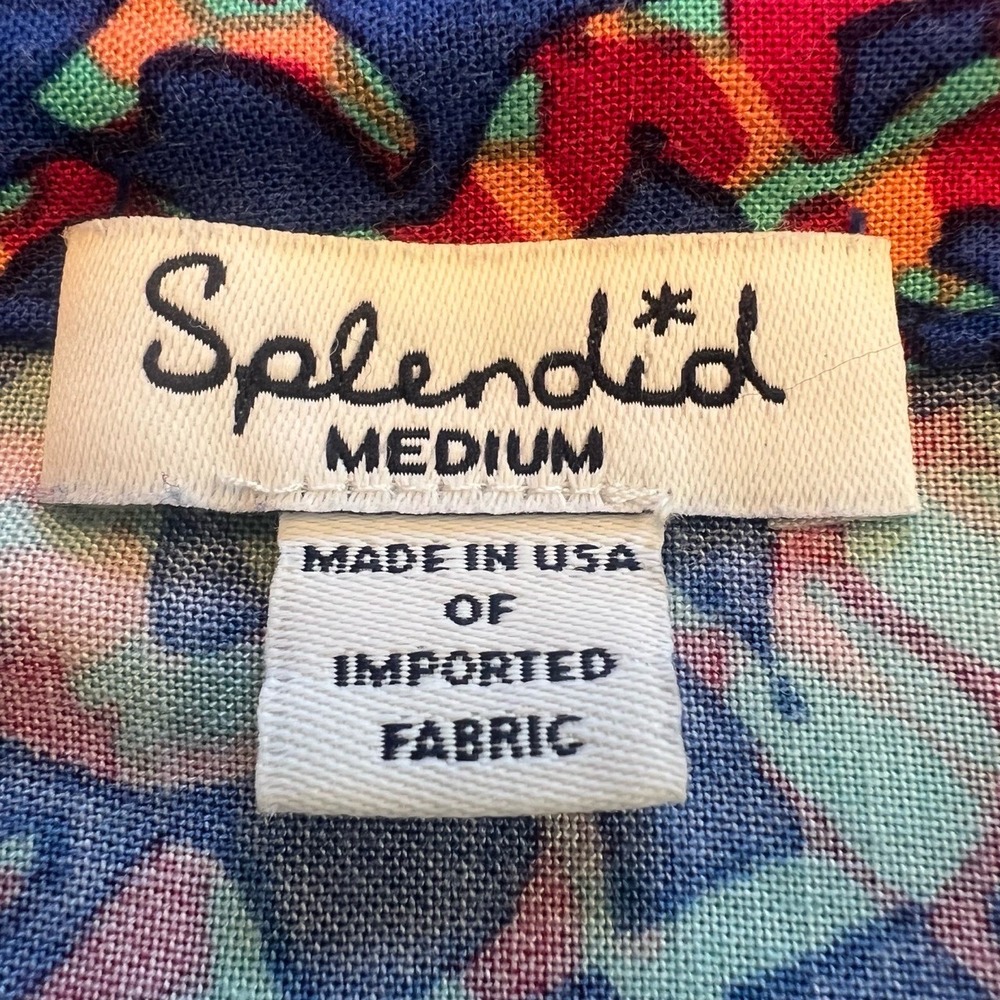 Splendid
MEDIUM
MADE IN USA
OF
IMPORTED
FABRIC